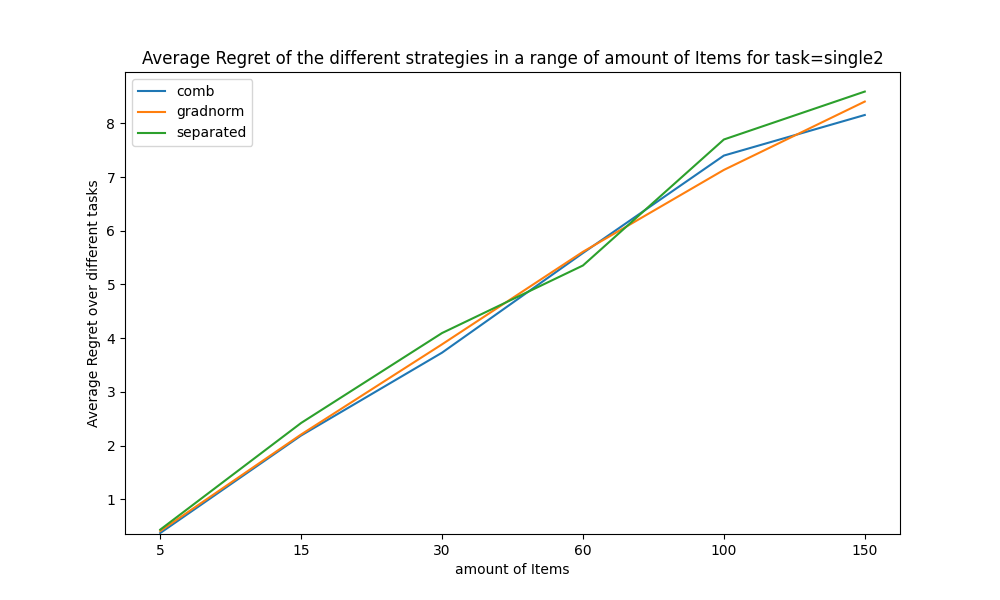 Average Regret of the different strategies in a range of amount of Items for task=single2
comb
gradnorm
separated
Average Regret over different tasks
8
7
6
5
4
3
2
1
5 15 30 60 100 150
amount of Items